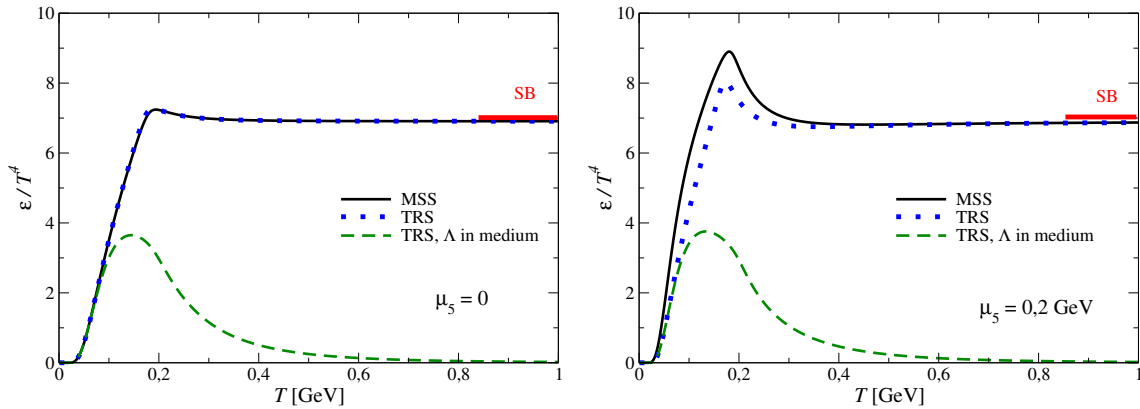 10
8
6
4
2
0
ε / T⁴
0
0,2
0,4
0,6
0,8
1
T [GeV]
SB
MSS
TRS
TRS, Λ in medium
μ₅ = 0
10
8
6
4
2
0
ε / T⁴
0
0,2
0,4
0,6
0,8
1
T [GeV]
SB
MSS
TRS
TRS, Λ in medium
μ₅ = 0,2 GeV